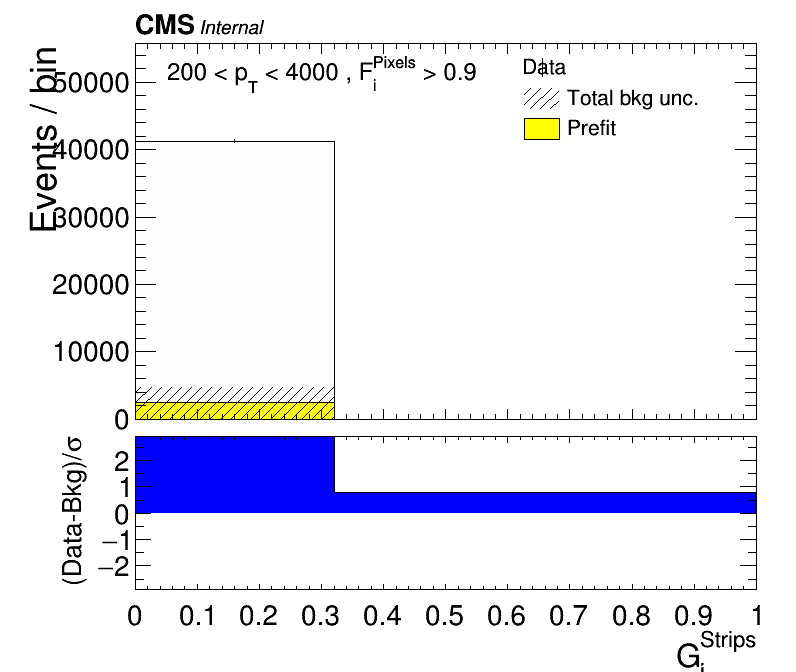 CMS Internal
200 < p_T < 4000 , F_i^Pixels > 0.9
Data
Total bkg unc.
Prefit
Events / bin
50000
40000
30000
20000
10000
0
(Data-Bkg)/σ
2
1
0
−1
−2
0 0.1 0.2 0.3 0.4 0.5 0.6 0.7 0.8 0.9 1
G_i^Strips